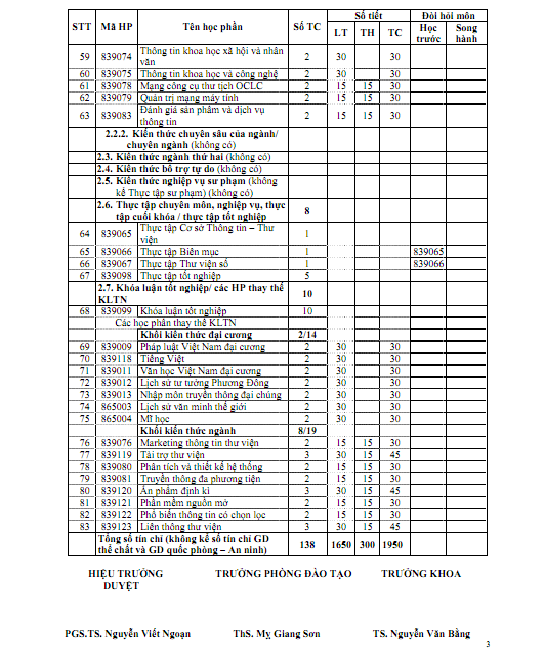 STT Mã HP Tên học phần Số TC Số tiết Đòi hỏi môn
LT TH TC Học trước Song hành
59 839074 Thông tin khoa học xã hội và nhân văn 2 30 30
60 839075 Thông tin khoa học và công nghệ 2 30 30
61 839078 Mạng công cụ thư tịch OCLC 2 15 15 30
62 839079 Quản trị mạng máy tính 2 15 15 30
63 839083 Đánh giá sản phẩm và dịch vụ thông tin 2 15 15 30
2.2.2. Kiến thức chuyên sâu của ngành/ chuyên ngành (không có)
2.3. Kiến thức ngành thứ hai (không có)
2.4. Kiến thức bổ trợ tự do (không có)
2.5. Kiến thức nghiệp vụ sư phạm (không kể Thực tập sư phạm) (không có)
2.6. Thực tập chuyên môn, nghiệp vụ, thực tập cuối khóa / thực tập tốt nghiệp 8
64 839065 Thực tập Cơ sở Thông tin – Thư viện 1
65 839066 Thực tập Biên mục 1 839065
66 839067 Thực tập Thư viện số 1 839066
67 839098 Thực tập tốt nghiệp 5
2.7. Khóa luận tốt nghiệp/ các HP thay thế KLTN 10
68 839099 Khóa luận tốt nghiệp 10
Các học phần thay thế KLTN
Khối kiến thức đại cương 2/14
69 839009 Pháp luật Việt Nam đại cương 2 30 30
70 839118 Tiếng Việt 2 30 30
71 839011 Văn học Việt Nam đại cương 2 30 30
72 839012 Lịch sử tư tưởng Phương Đông 2 30 30
73 839013 Nhập môn truyền thông đại chúng 2 30 30
74 865003 Lịch sử văn minh thế giới 2 30 30
75 865004 Mĩ học 2 30 30
Khối kiến thức ngành 8/19
76 839076 Marketing thông tin thư viện 2 15 15 30
77 839119 Tài trợ thư viện 3 30 15 45
78 839080 Phân tích và thiết kế hệ thống 2 15 15 30
79 839081 Truyền thông đa phương tiện 2 15 15 30
80 839120 Ấn phẩm định kì 3 30 15 45
81 839121 Phần mềm nguồn mở 2 15 15 30
82 839122 Phổ biến thông tin có chọn lọc 2 15 15 30
83 839123 Liên thông thư viện 3 30 15 45
Tổng số tín chỉ (không kể số tín chỉ GD thể chất và GD quốc phòng – An ninh) 138 1650 300 1950
HIỆU TRƯỞNG TRƯỞNG PHÒNG ĐÀO TẠO TRƯỞNG KHOA
DUYỆT
PGS.TS. Nguyễn Viết Ngoạn ThS. Mỵ Giang Sơn TS. Nguyễn Văn Bằng
3